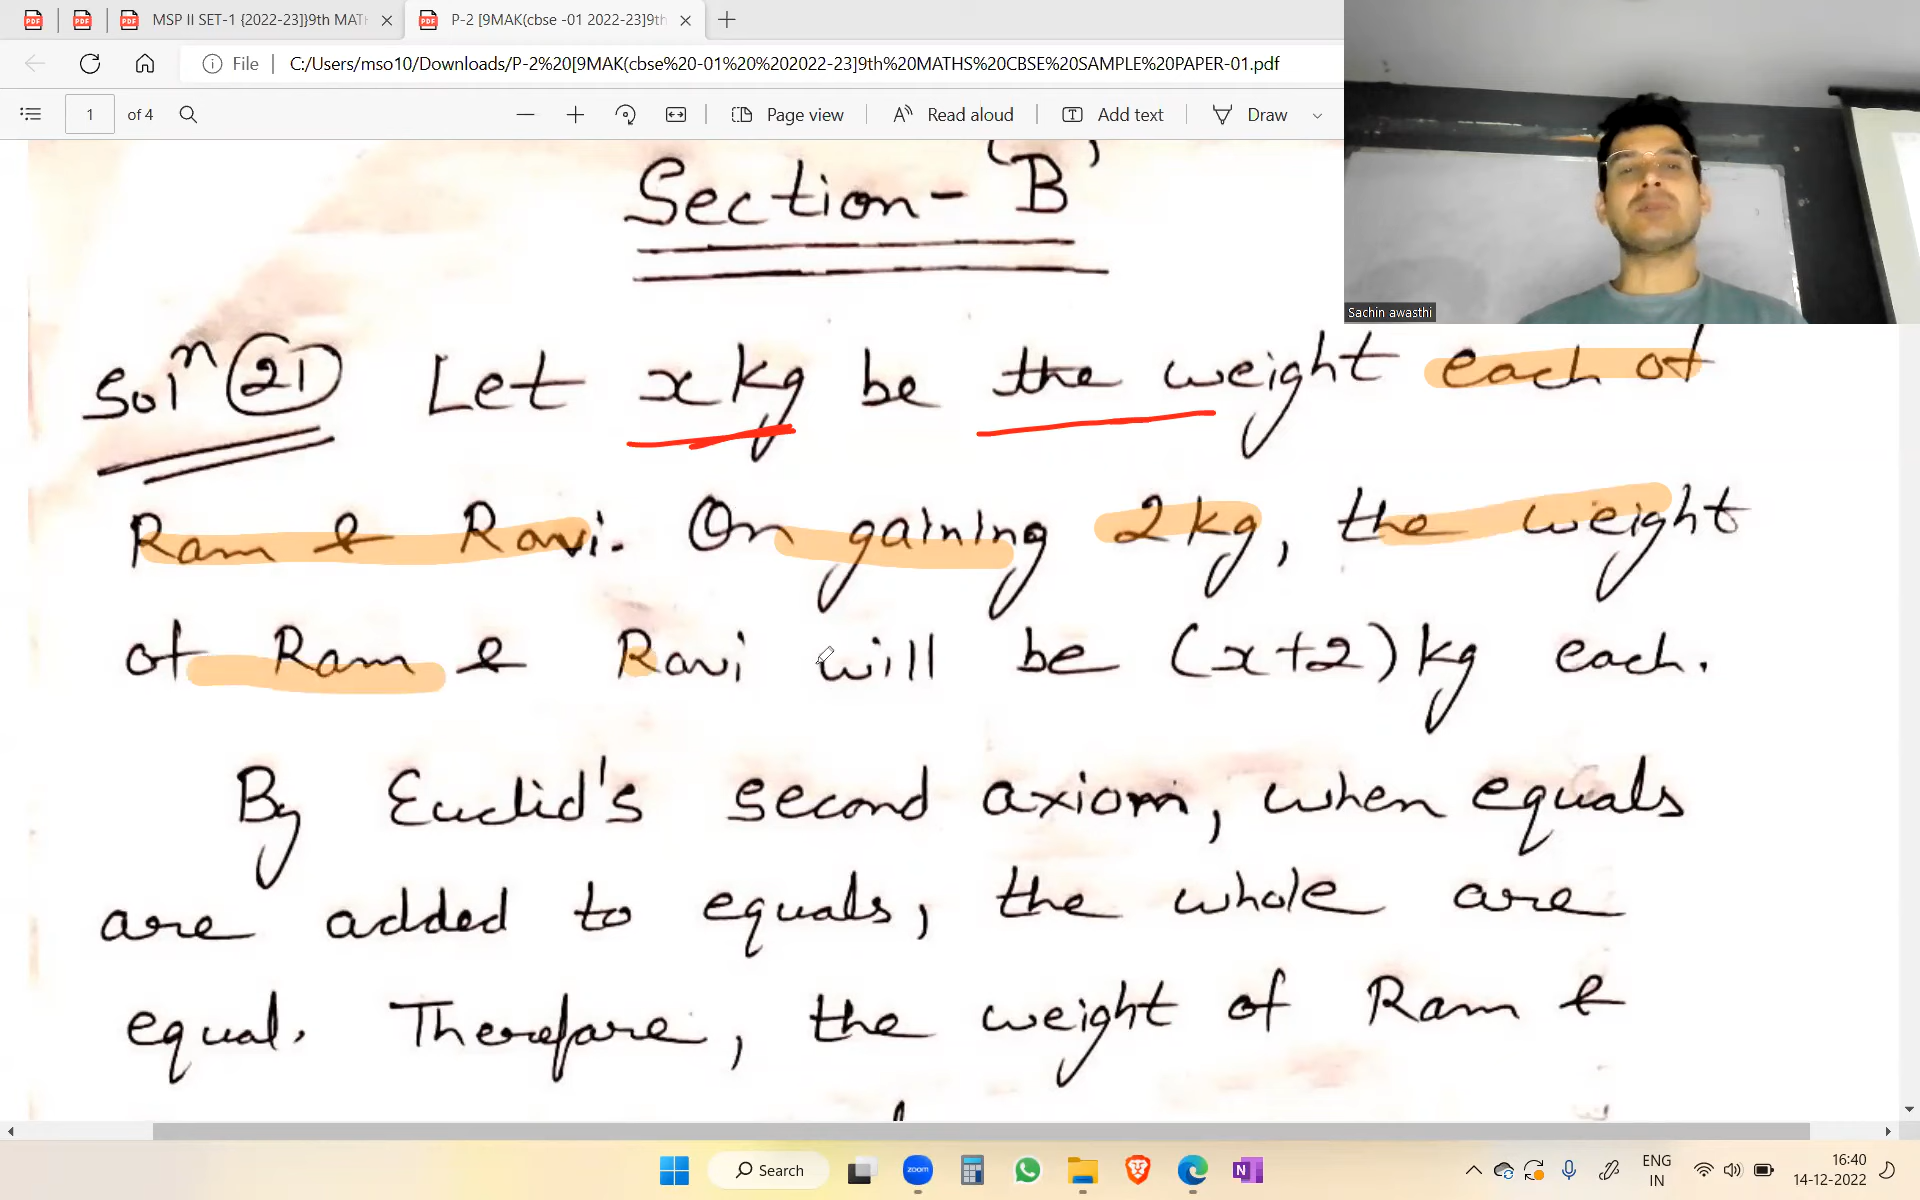 MSP II SET-1 {2022-23]}9th MAT
P-2 [9MAK(cbse -01 2022-23]9th
File
C:/Users/mso10/Downloads/P-2%20[9MAK(cbse%20-01%20%202022-23]9th%20MATHS%20CBSE%20SAMPLE%20PAPER-01.pdf
1 of 4
Page view
Read aloud
Add text
Draw
Sachin awasthi
Section- 'B'
Solⁿ 21 Let x kg be the weight each of
Ram & Ravi. On gaining 2kg, the weight
of Ram & Ravi will be (x+2) kg each.
By Euclid's second axiom, when equals
are added to equals, the whole are
equal. Therefore, the weight of Ram &
Search
zoom
N
ENG
IN
16:40
14-12-2022